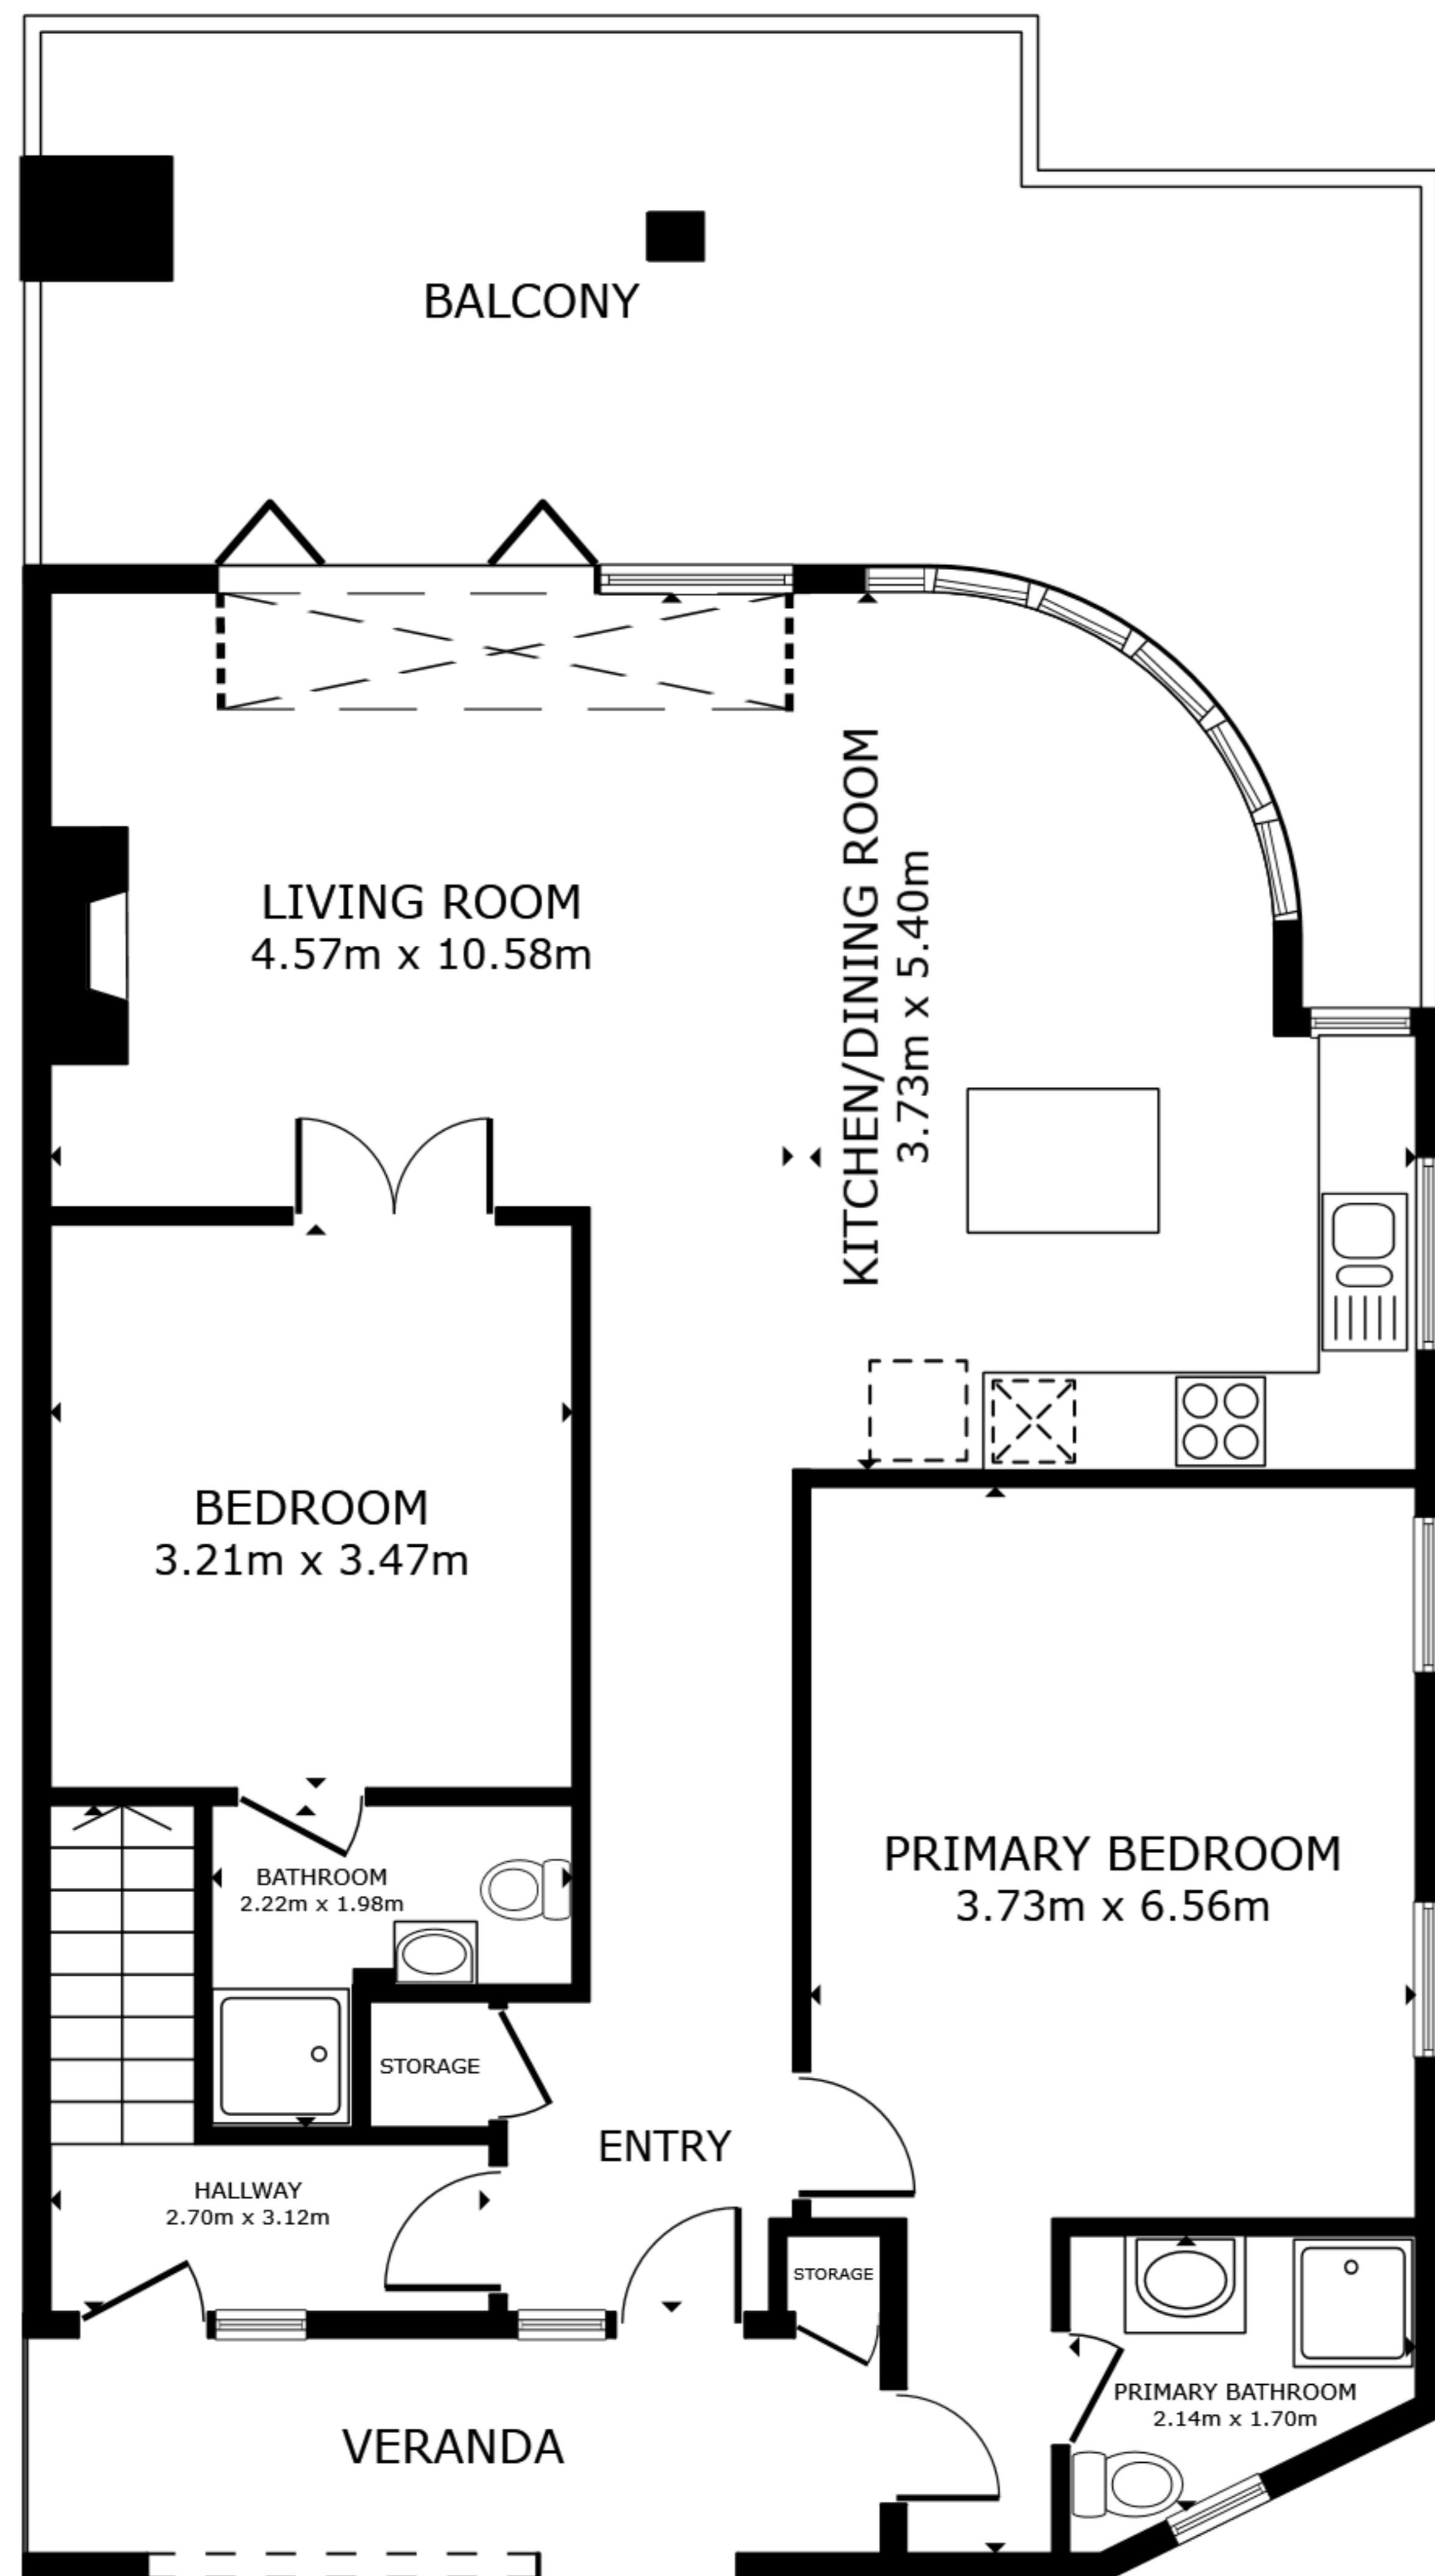 BALCONY
LIVING ROOM
4.57m x 10.58m
KITCHEN/DINING ROOM
3.73m x 5.40m
BEDROOM
3.21m x 3.47m
PRIMARY BEDROOM
3.73m x 6.56m
BATHROOM
2.22m x 1.98m
STORAGE
ENTRY
HALLWAY
2.70m x 3.12m
STORAGE
PRIMARY BATHROOM
2.14m x 1.70m
VERANDA